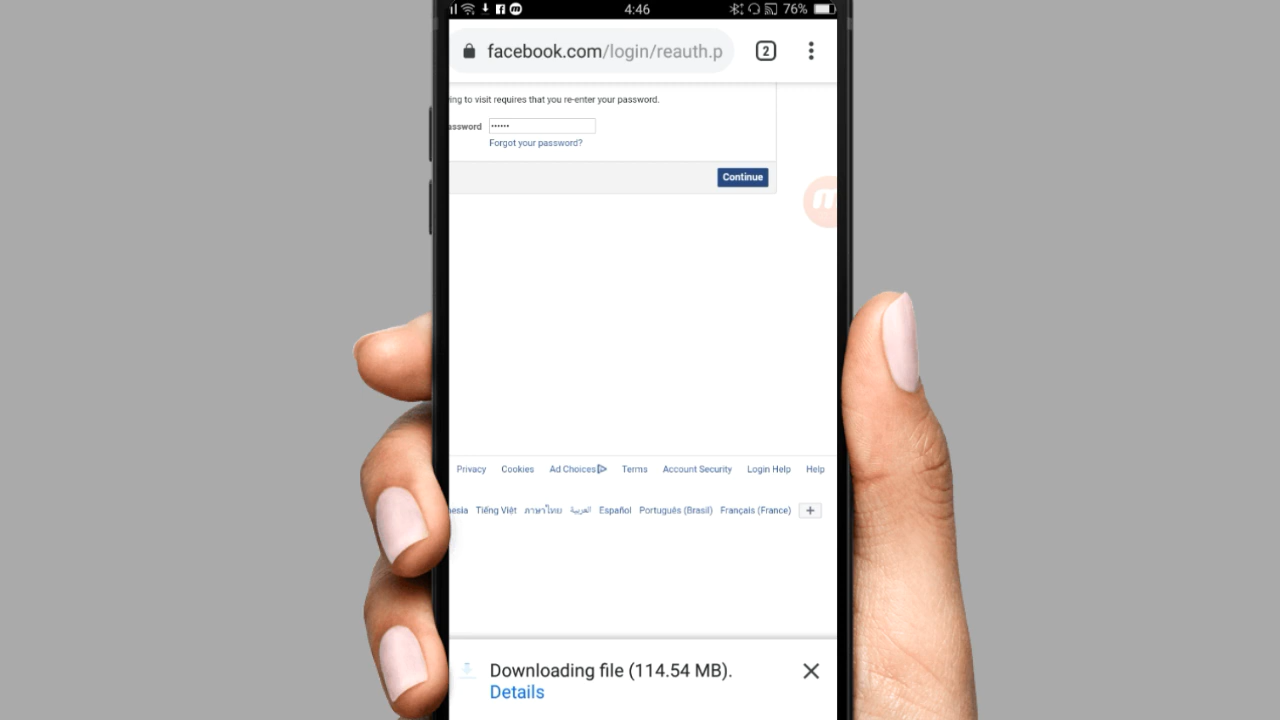 4:46
76%
facebook.com/login/reauth.p
2
ing to visit requires that you re-enter your password.
assword ••••••
Forgot your password?
Continue
Privacy Cookies Ad Choices Terms Account Security Login Help Help
nesia Tiếng Việt ภาษาไทย العربية Español Português (Brasil) Français (France) +
Downloading file (114.54 MB).
Details